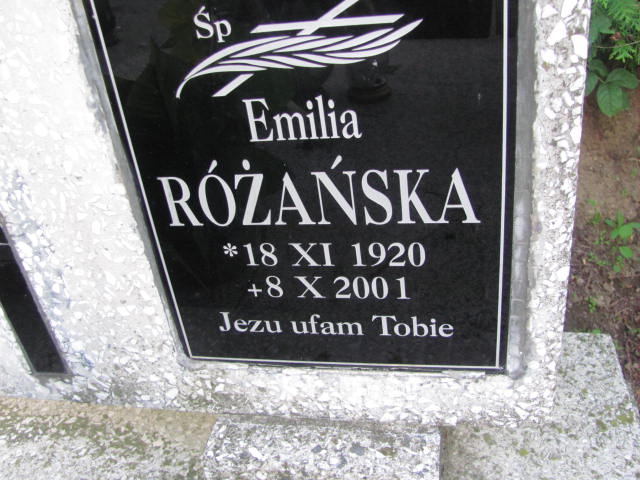 Śp
Emilia
RÓŻAŃSKA
*18 XI 1920
+8 X 2001
Jezu ufam Tobie